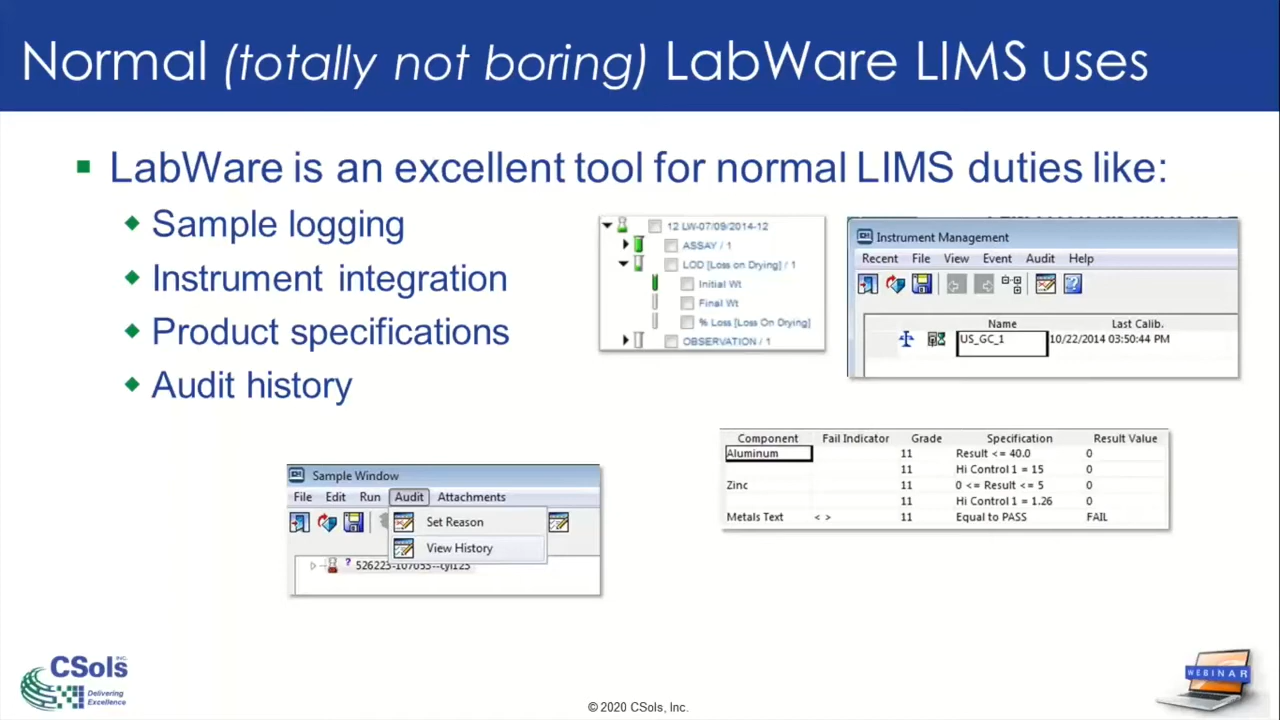 Normal (totally not boring) LabWare LIMS uses
LabWare is an excellent tool for normal LIMS duties like:
Sample logging
Instrument integration
Product specifications
Audit history
12 LW-07/09/2014-12
ASSAY / 1
LOD [Loss on Drying] / 1
Initial Wt
Final Wt
% Loss [Loss On Drying]
OBSERVATION / 1
Instrument Management
Recent File View Event Audit Help
Name Last Calib.
US_GC_1 10/22/2014 03:50:44 PM
Component Fail Indicator Grade Specification Result Value
Aluminum 11 Result <= 40.0 0
11 Hi Control 1 = 15 0
Zinc 11 0 <= Result <= 5 0
11 Hi Control 1 = 1.26 0
Metals Text < > 11 Equal to PASS FAIL
Sample Window
File Edit Run Audit Attachments
Set Reason
View History
CSols INC.
Delivering
Excellence
© 2020 CSols, Inc.
WEBINAR